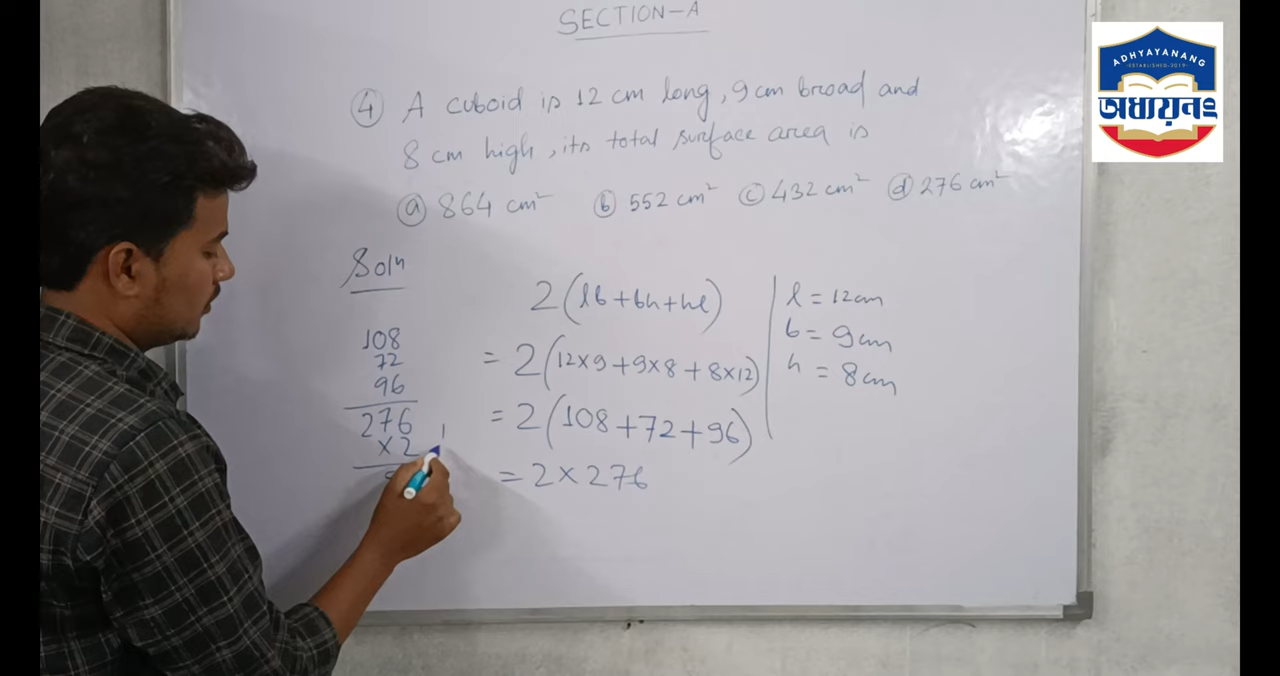 SECTION-A
ADHYAYANANG
ESTABLISHED-2019
অধ্যয়নং
④ A cuboid is 12 cm long, 9 cm broad and
8 cm high, its total surface area is
ⓐ 864 cm² ⓑ 552 cm² ⓒ 432 cm² ⓓ 276 cm²
Solⁿ
2(lb+bh+hl)
= 2(12×9+9×8+8×12)
= 2(108+72+96)
= 2×276
l = 12cm
b = 9cm
h = 8cm
108
72
96
276
×2
1